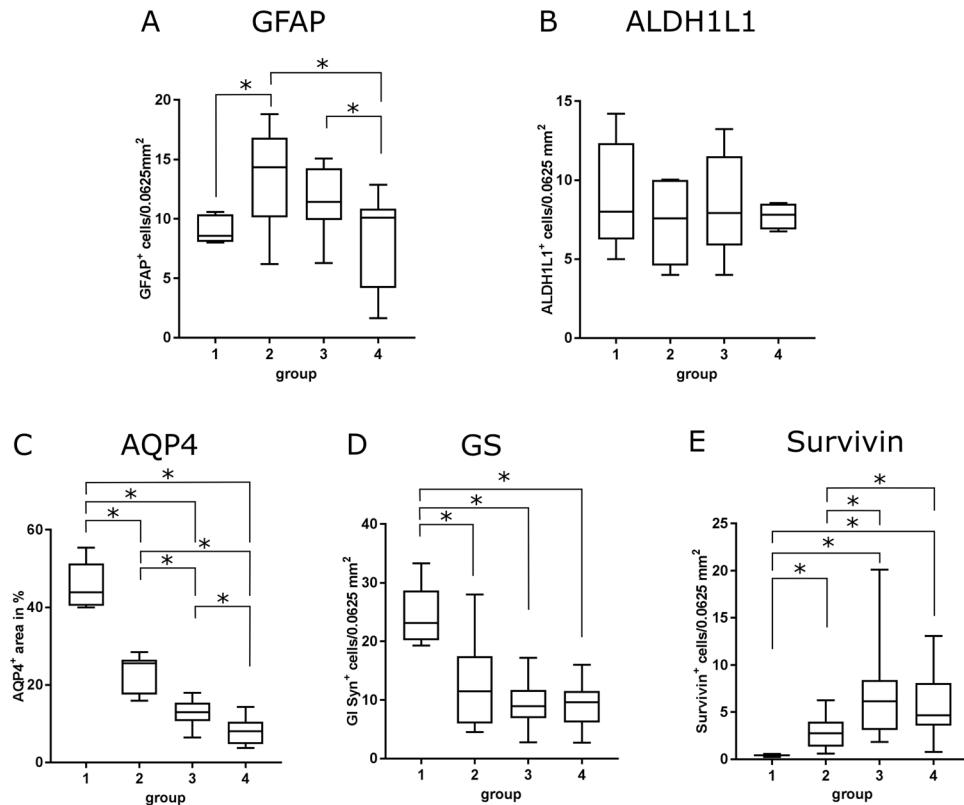 A GFAP
GFAP+ cells/0.0625mm2
20
15
10
5
0
* * *
1 2 3 4
group
B ALDH1L1
ALDH1L1+ cells/0.0625 mm2
15
10
5
0
1 2 3 4
group
C AQP4
AQP4+ area in %
60
40
20
0
* * * * * *
1 2 3 4
group
D GS
Gl Syn+ cells/0.0625 mm2
40
30
20
10
0
* * *
1 2 3 4
group
E Survivin
Survivin+ cells/0.0625 mm2
25
20
15
10
5
0
* * * * *
1 2 3 4
group